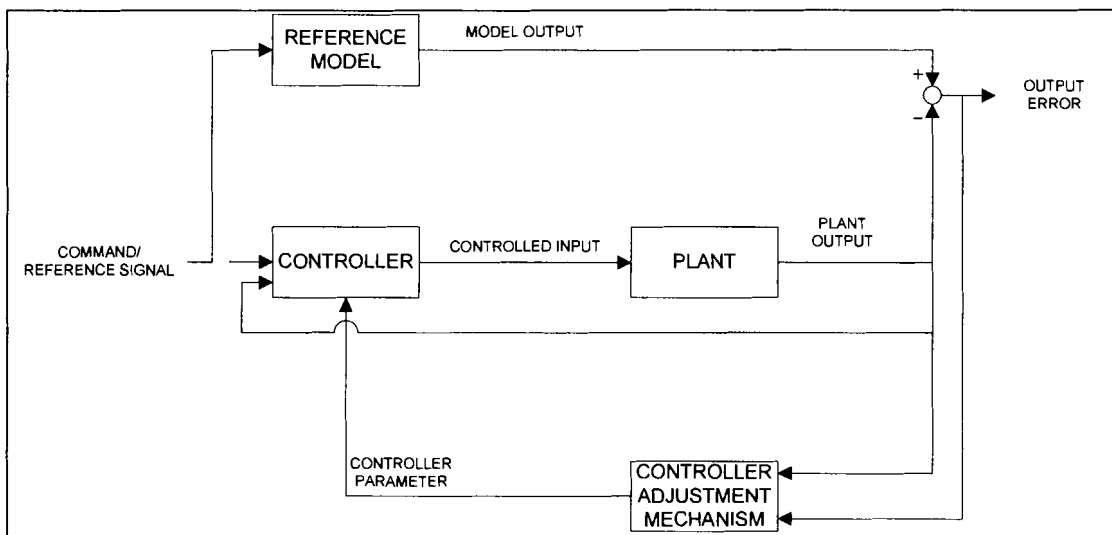 REFERENCE
MODEL
MODEL OUTPUT
+
−
OUTPUT
ERROR
COMMAND/
REFERENCE SIGNAL
CONTROLLER
CONTROLLED INPUT
PLANT
PLANT
OUTPUT
CONTROLLER
PARAMETER
CONTROLLER
ADJUSTMENT
MECHANISM